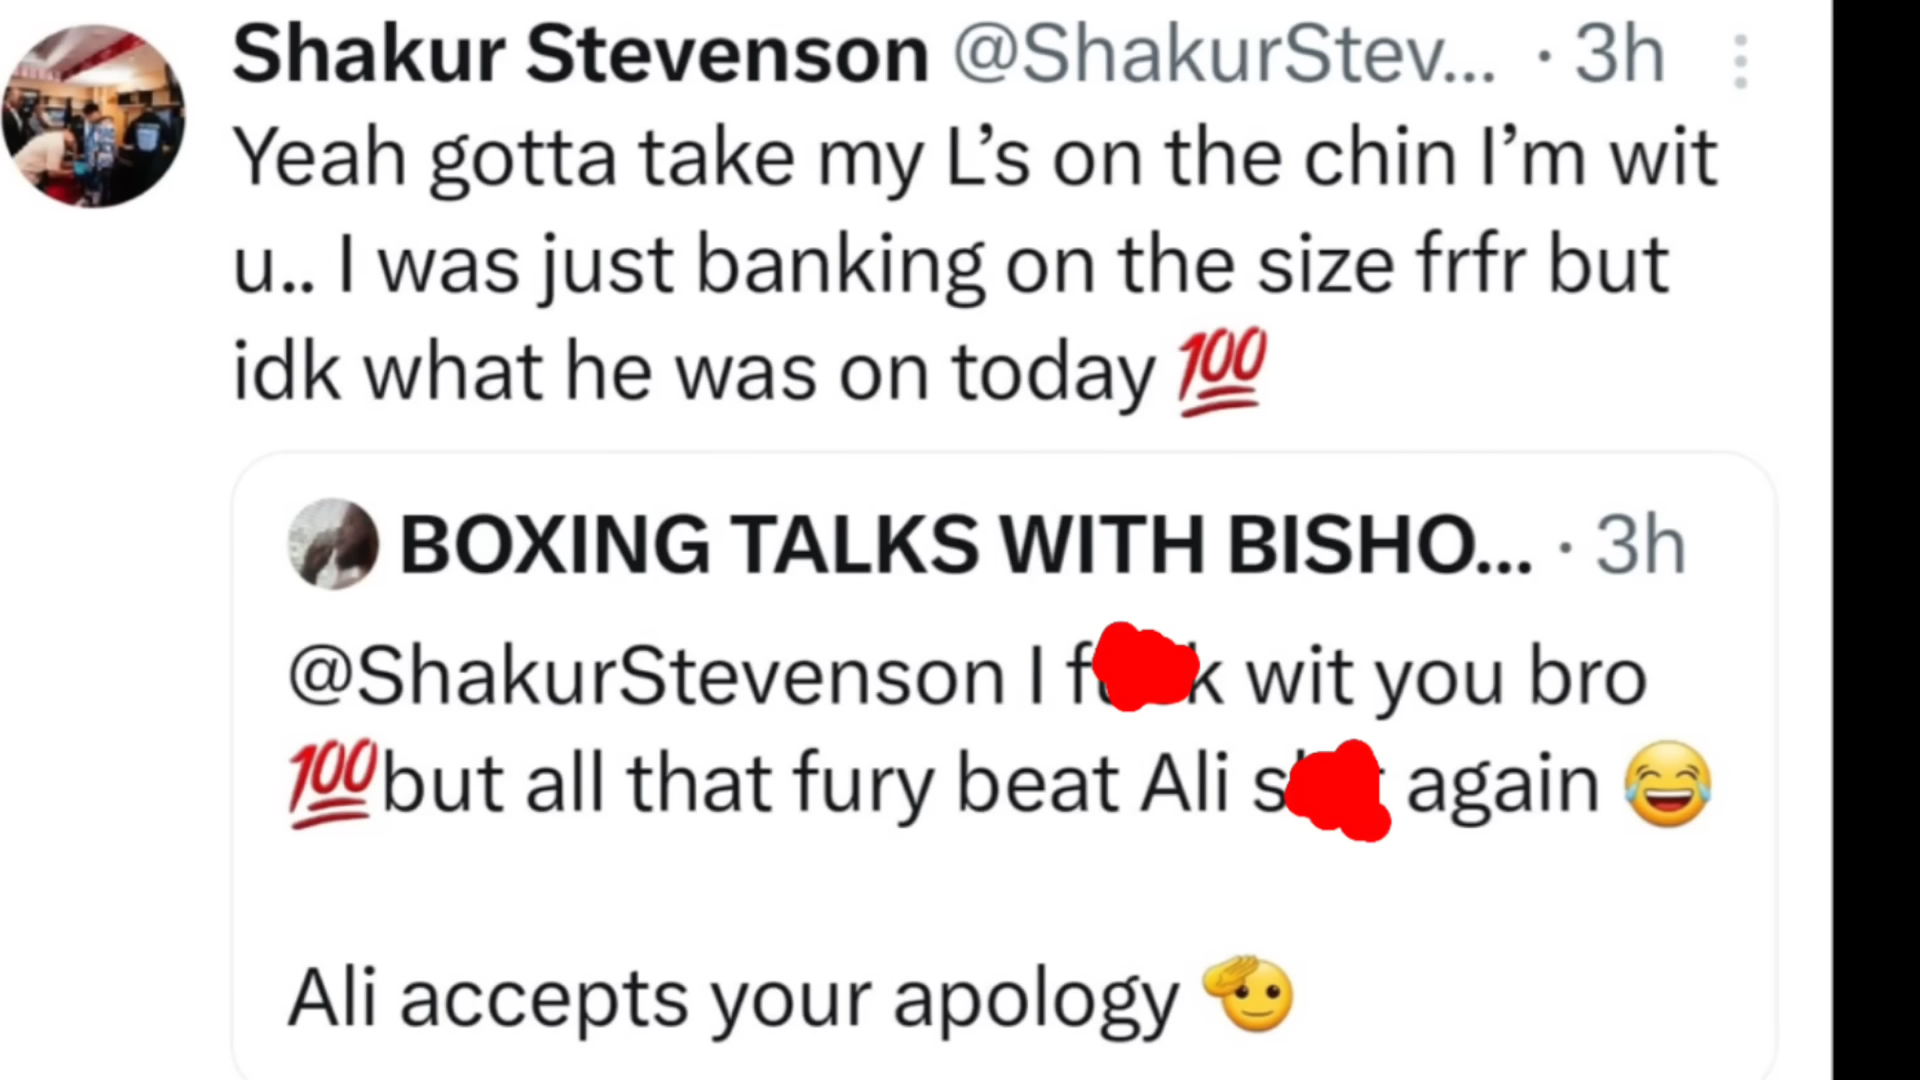 Shakur Stevenson @ShakurStev... · 3h
Yeah gotta take my L’s on the chin I’m wit
u.. I was just banking on the size frfr but
idk what he was on today 💯
BOXING TALKS WITH BISHO... · 3h
@ShakurStevenson I wit you bro
💯but all that fury beat Ali again 😂
Ali accepts your apology 🫡